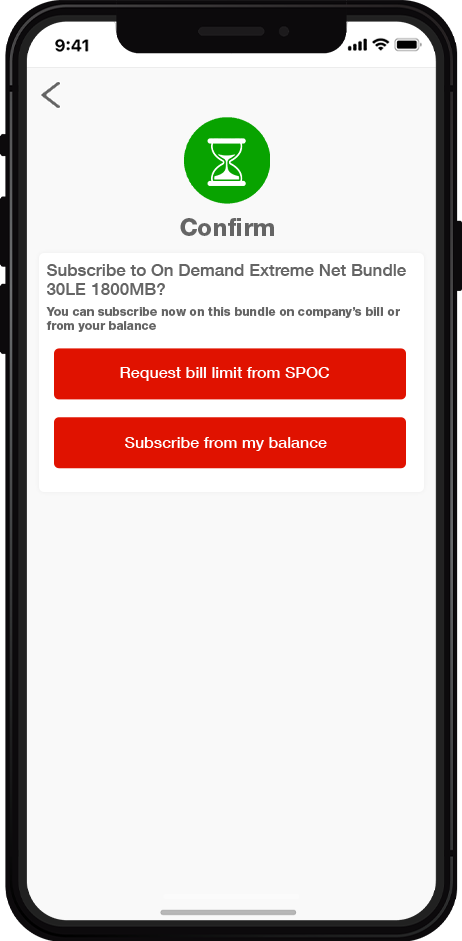 9:41
Confirm
Subscribe to On Demand Extreme Net Bundle
30LE 1800MB?
You can subscribe now on this bundle on company's bill or
from your balance
Request bill limit from SPOC
Subscribe from my balance